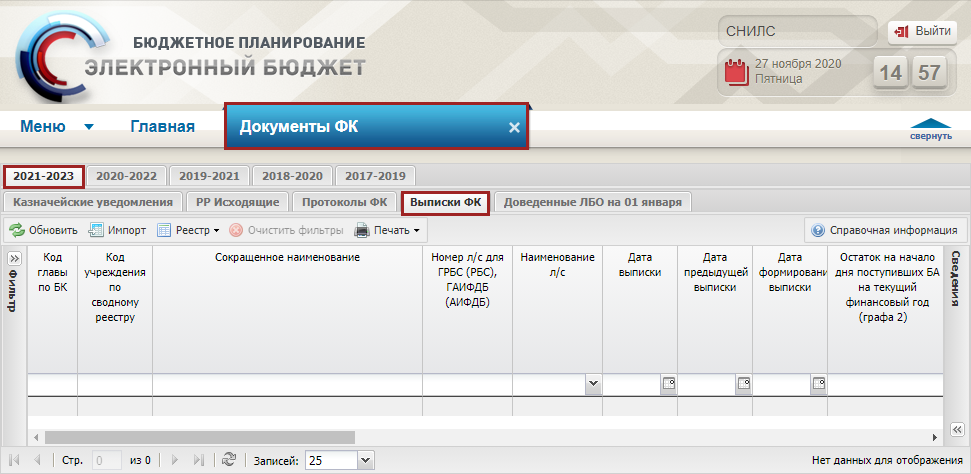 СНИЛС
Выйти
БЮДЖЕТНОЕ ПЛАНИРОВАНИЕ
ЭЛЕКТРОННЫЙ БЮДЖЕТ
27 ноября 2020
Пятница
14 57
Меню Главная Документы ФК
свернуть
2021-2023 2020-2022 2019-2021 2018-2020 2017-2019
Казначейские уведомления РР Исходящие Протоколы ФК Выписки ФК Доведенные ЛБО на 01 января
Обновить Импорт Реестр Очистить фильтры Печать Справочная информация
Фильтр
Код
главы
по БК
Код
учреждения
по
сводному
реестру
Сокращенное наименование
Номер л/с для
ГРБС (РБС),
ГАИФДБ
(АИФДБ)
Наименование
л/с
Дата
выписки
Дата
предыдущей
выписки
Дата
формировани
выписки
Остаток на начало
дня поступивших БА
на текущий
финансовый год
(графа 2)
Сведения
Стр. 0 из 0 Записей: 25 Нет данных для отображения